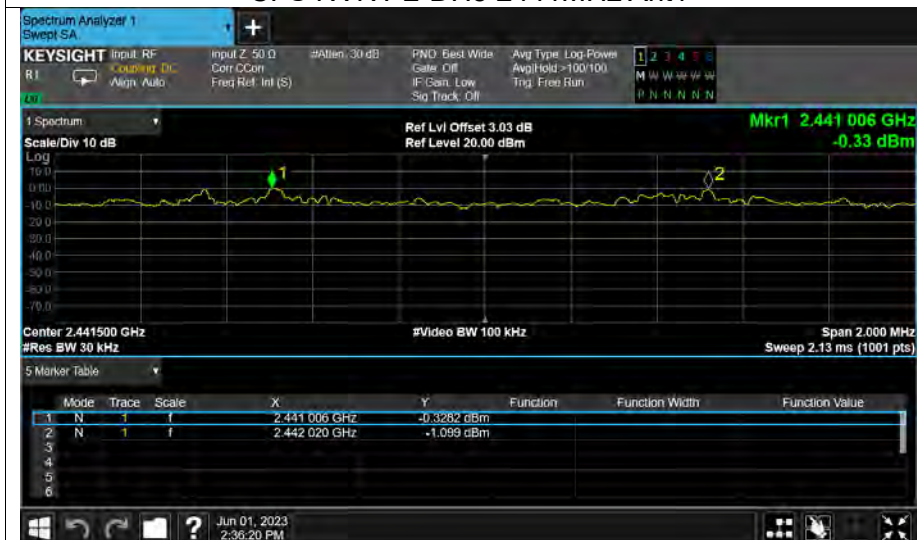 Spectrum Analyzer 1
Swept SA
+
KEYSIGHT Input: RF Input Z: 50 Ω #Atten: 30 dB PNO: Best Wide Avg Type: Log-Power 1 2 3 4 5 6
R1 Coupling: DC Corr CCorr Gate: Off Avg|Hold >100/100 M W W W W W
Align: Auto Freq Ref: Int (S) IF Gain: Low Trig: Free Run P N N N N N
Sig Track: Off
1 Spectrum
Ref Lvl Offset 3.03 dB Mkr1 2.441 006 GHz
Scale/Div 10 dB Ref Level 20.00 dBm -0.33 dBm
Log
10.0
0.00
-10.0
-20.0
-30.0
-40.0
-50.0
-60.0
-70.0
1
2
Center 2.441500 GHz #Video BW 100 kHz Span 2.000 MHz
#Res BW 30 kHz Sweep 2.13 ms (1001 pts)
5 Marker Table
Mode Trace Scale X Y Function Function Width Function Value
1 N 1 f 2.441 006 GHz -0.3282 dBm
2 N 1 f 2.442 020 GHz -1.099 dBm
3
4
5
6
? Jun 01, 2023
2:36:20 PM